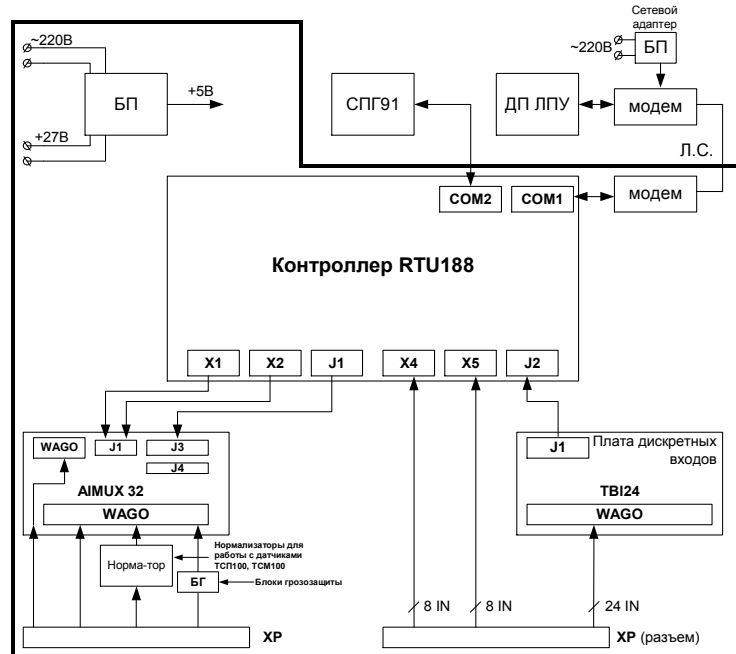 Сетевой
адаптер
~220В
~220В
БП
+5В
БП
СПГ91
ДП ЛПУ
модем
+27В
Л.С.
COM2
COM1
модем
Контроллер RTU188
X1
X2
J1
X4
X5
J2
WAGO
J1
J3
J4
J1
Плата дискретных
входов
AIMUX 32
TBI24
WAGO
WAGO
Норма-тор
Нормализаторы для
работы с датчиками
ТСП100, ТСМ100
БГ
Блоки грозозащиты
8 IN
8 IN
24 IN
XP
XP (разъем)